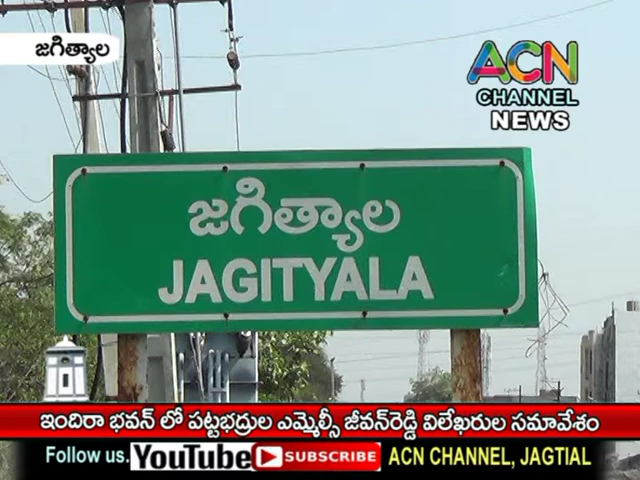 జగిత్యాల
ACN
CHANNEL
NEWS
జగిత్యాల
JAGITYALA
ఇందిరా భవన్ లో పట్టభద్రుల ఎమ్మెల్సీ జీవన్‌రెడ్డి విలేఖరుల సమావేశం
Follow us. YouTube SUBSCRIBE ACN CHANNEL, JAGTIAL